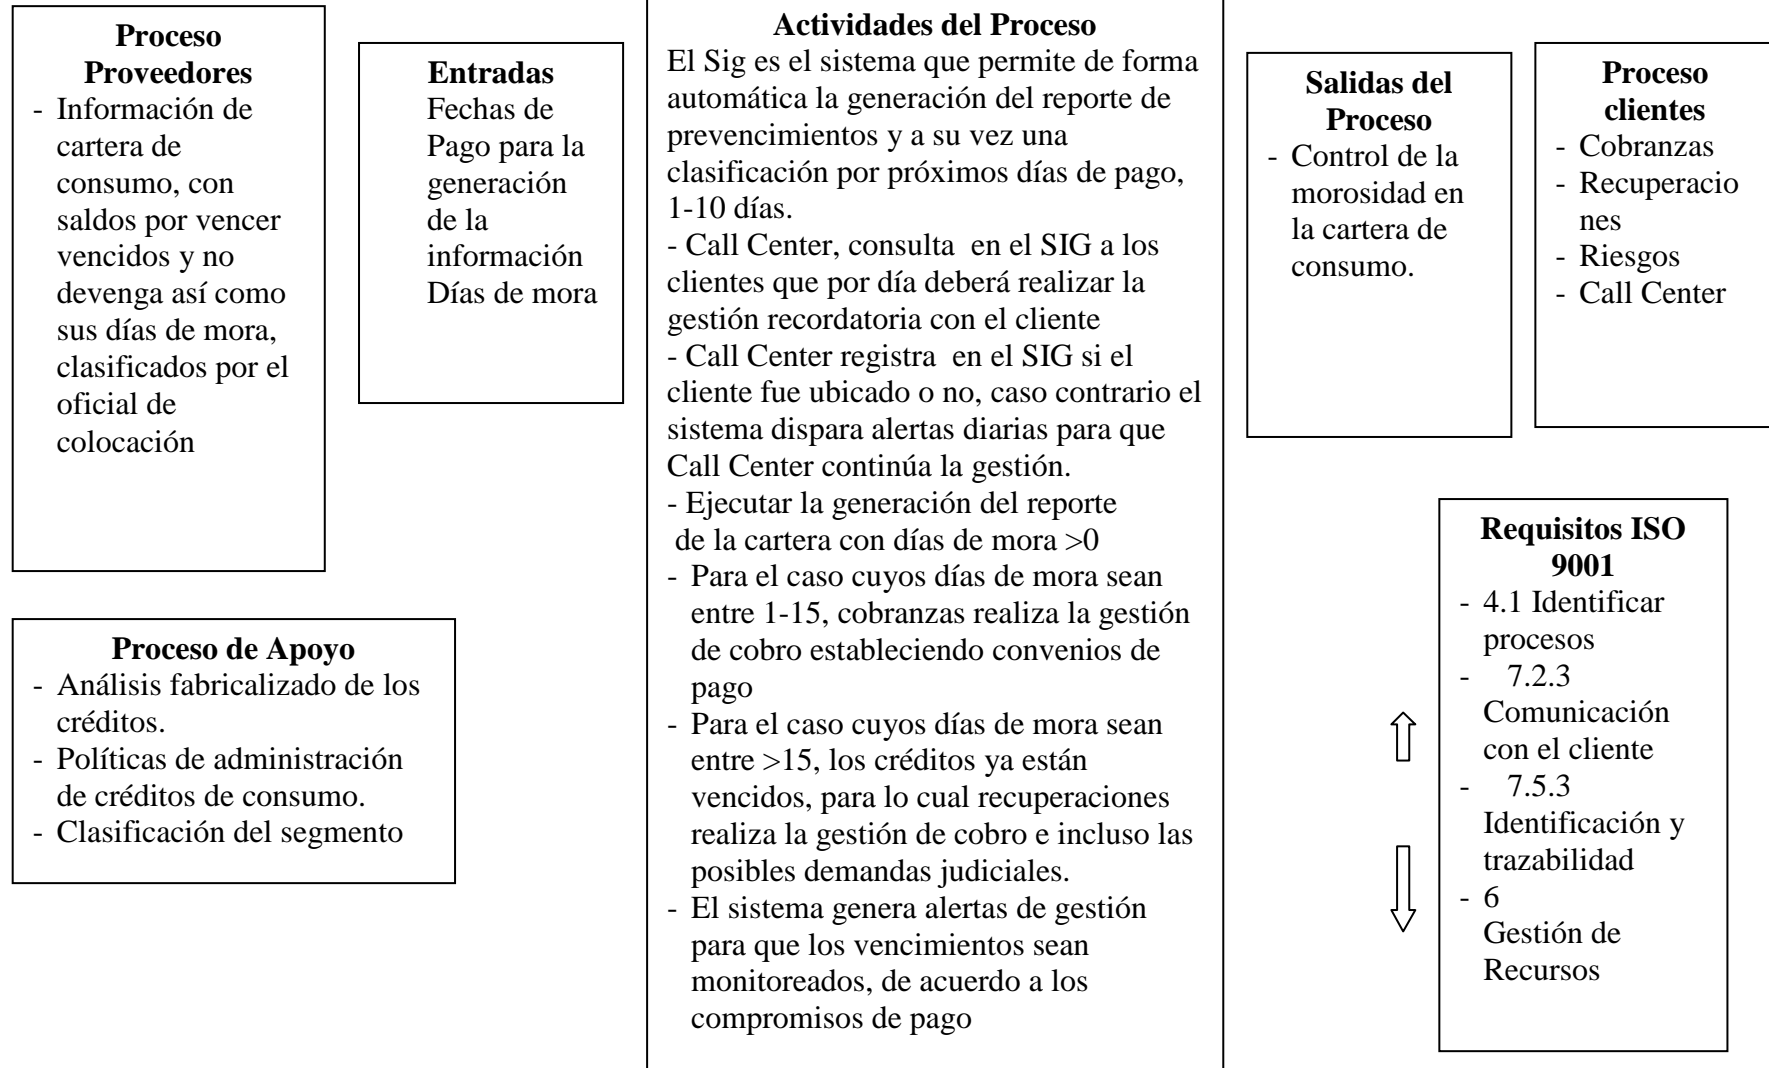 Proceso
Proveedores
- Información de
cartera de
consumo, con
saldos por vencer
vencidos y no
devenga así como
sus días de mora,
clasificados por el
oficial de
colocación
Entradas
Fechas de
Pago para la
generación
de la
información
Días de mora
Proceso de Apoyo
- Análisis fabricalizado de los
créditos.
- Políticas de administración
de créditos de consumo.
- Clasificación del segmento
Actividades del Proceso
El Sig es el sistema que permite de forma
automática la generación del reporte de
prevencimientos y a su vez una
clasificación por próximos días de pago,
1-10 días.
- Call Center, consulta en el SIG a los
clientes que por día deberá realizar la
gestión recordatoria con el cliente
- Call Center registra en el SIG si el
cliente fue ubicado o no, caso contrario el
sistema dispara alertas diarias para que
Call Center continúa la gestión.
- Ejecutar la generación del reporte
de la cartera con días de mora >0
- Para el caso cuyos días de mora sean
entre 1-15, cobranzas realiza la gestión
de cobro estableciendo convenios de
pago
- Para el caso cuyos días de mora sean
entre >15, los créditos ya están
vencidos, para lo cual recuperaciones
realiza la gestión de cobro e incluso las
posibles demandas judiciales.
- El sistema genera alertas de gestión
para que los vencimientos sean
monitoreados, de acuerdo a los
compromisos de pago
Salidas del
Proceso
- Control de la
morosidad en
la cartera de
consumo.
Proceso
clientes
- Cobranzas
- Recuperacio
nes
- Riesgos
- Call Center
Requisitos ISO
9001
- 4.1 Identificar
procesos
- 7.2.3
Comunicación
con el cliente
- 7.5.3
Identificación y
trazabilidad
- 6
Gestión de
Recursos